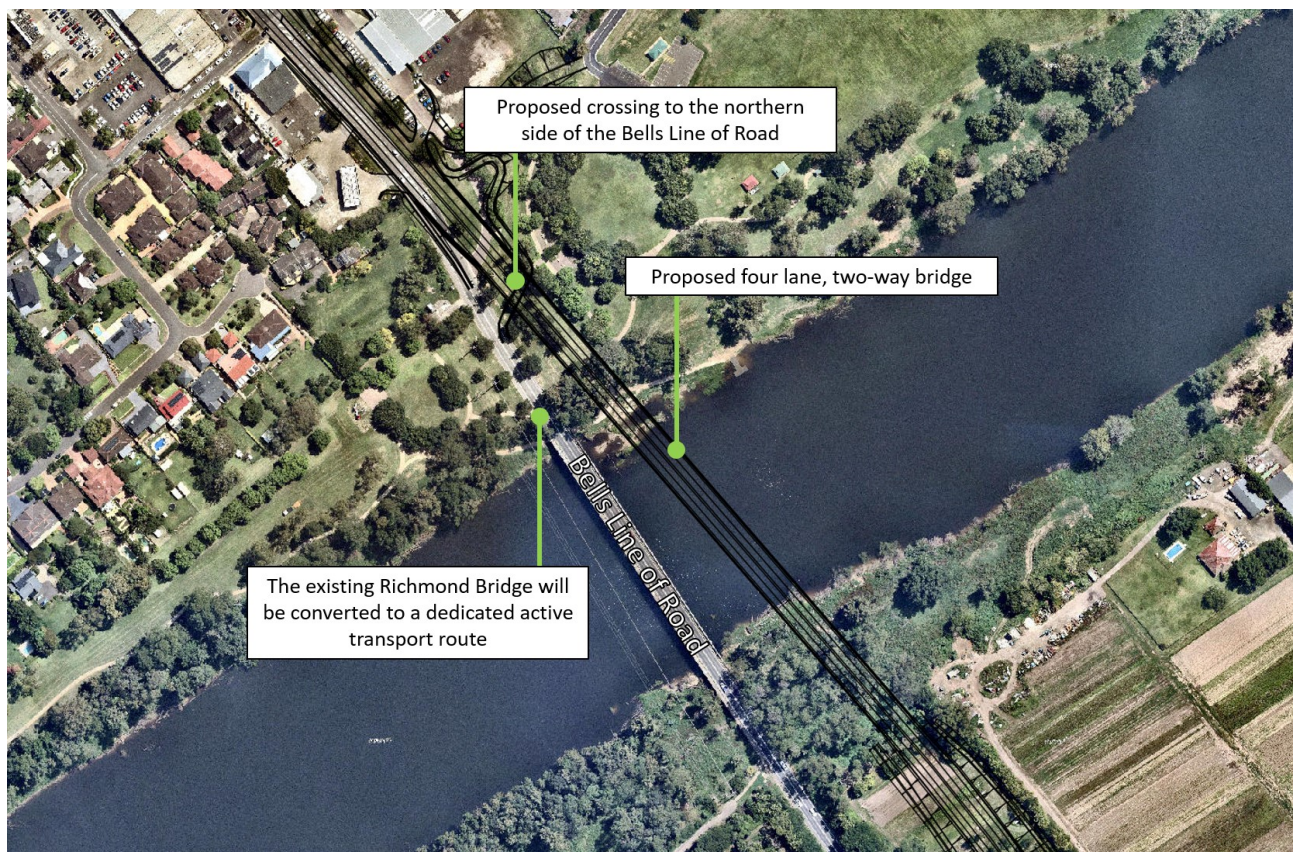 Proposed crossing to the northern
side of the Bells Line of Road
Proposed four lane, two-way bridge
Bells Line of Road
The existing Richmond Bridge will
be converted to a dedicated active
transport route